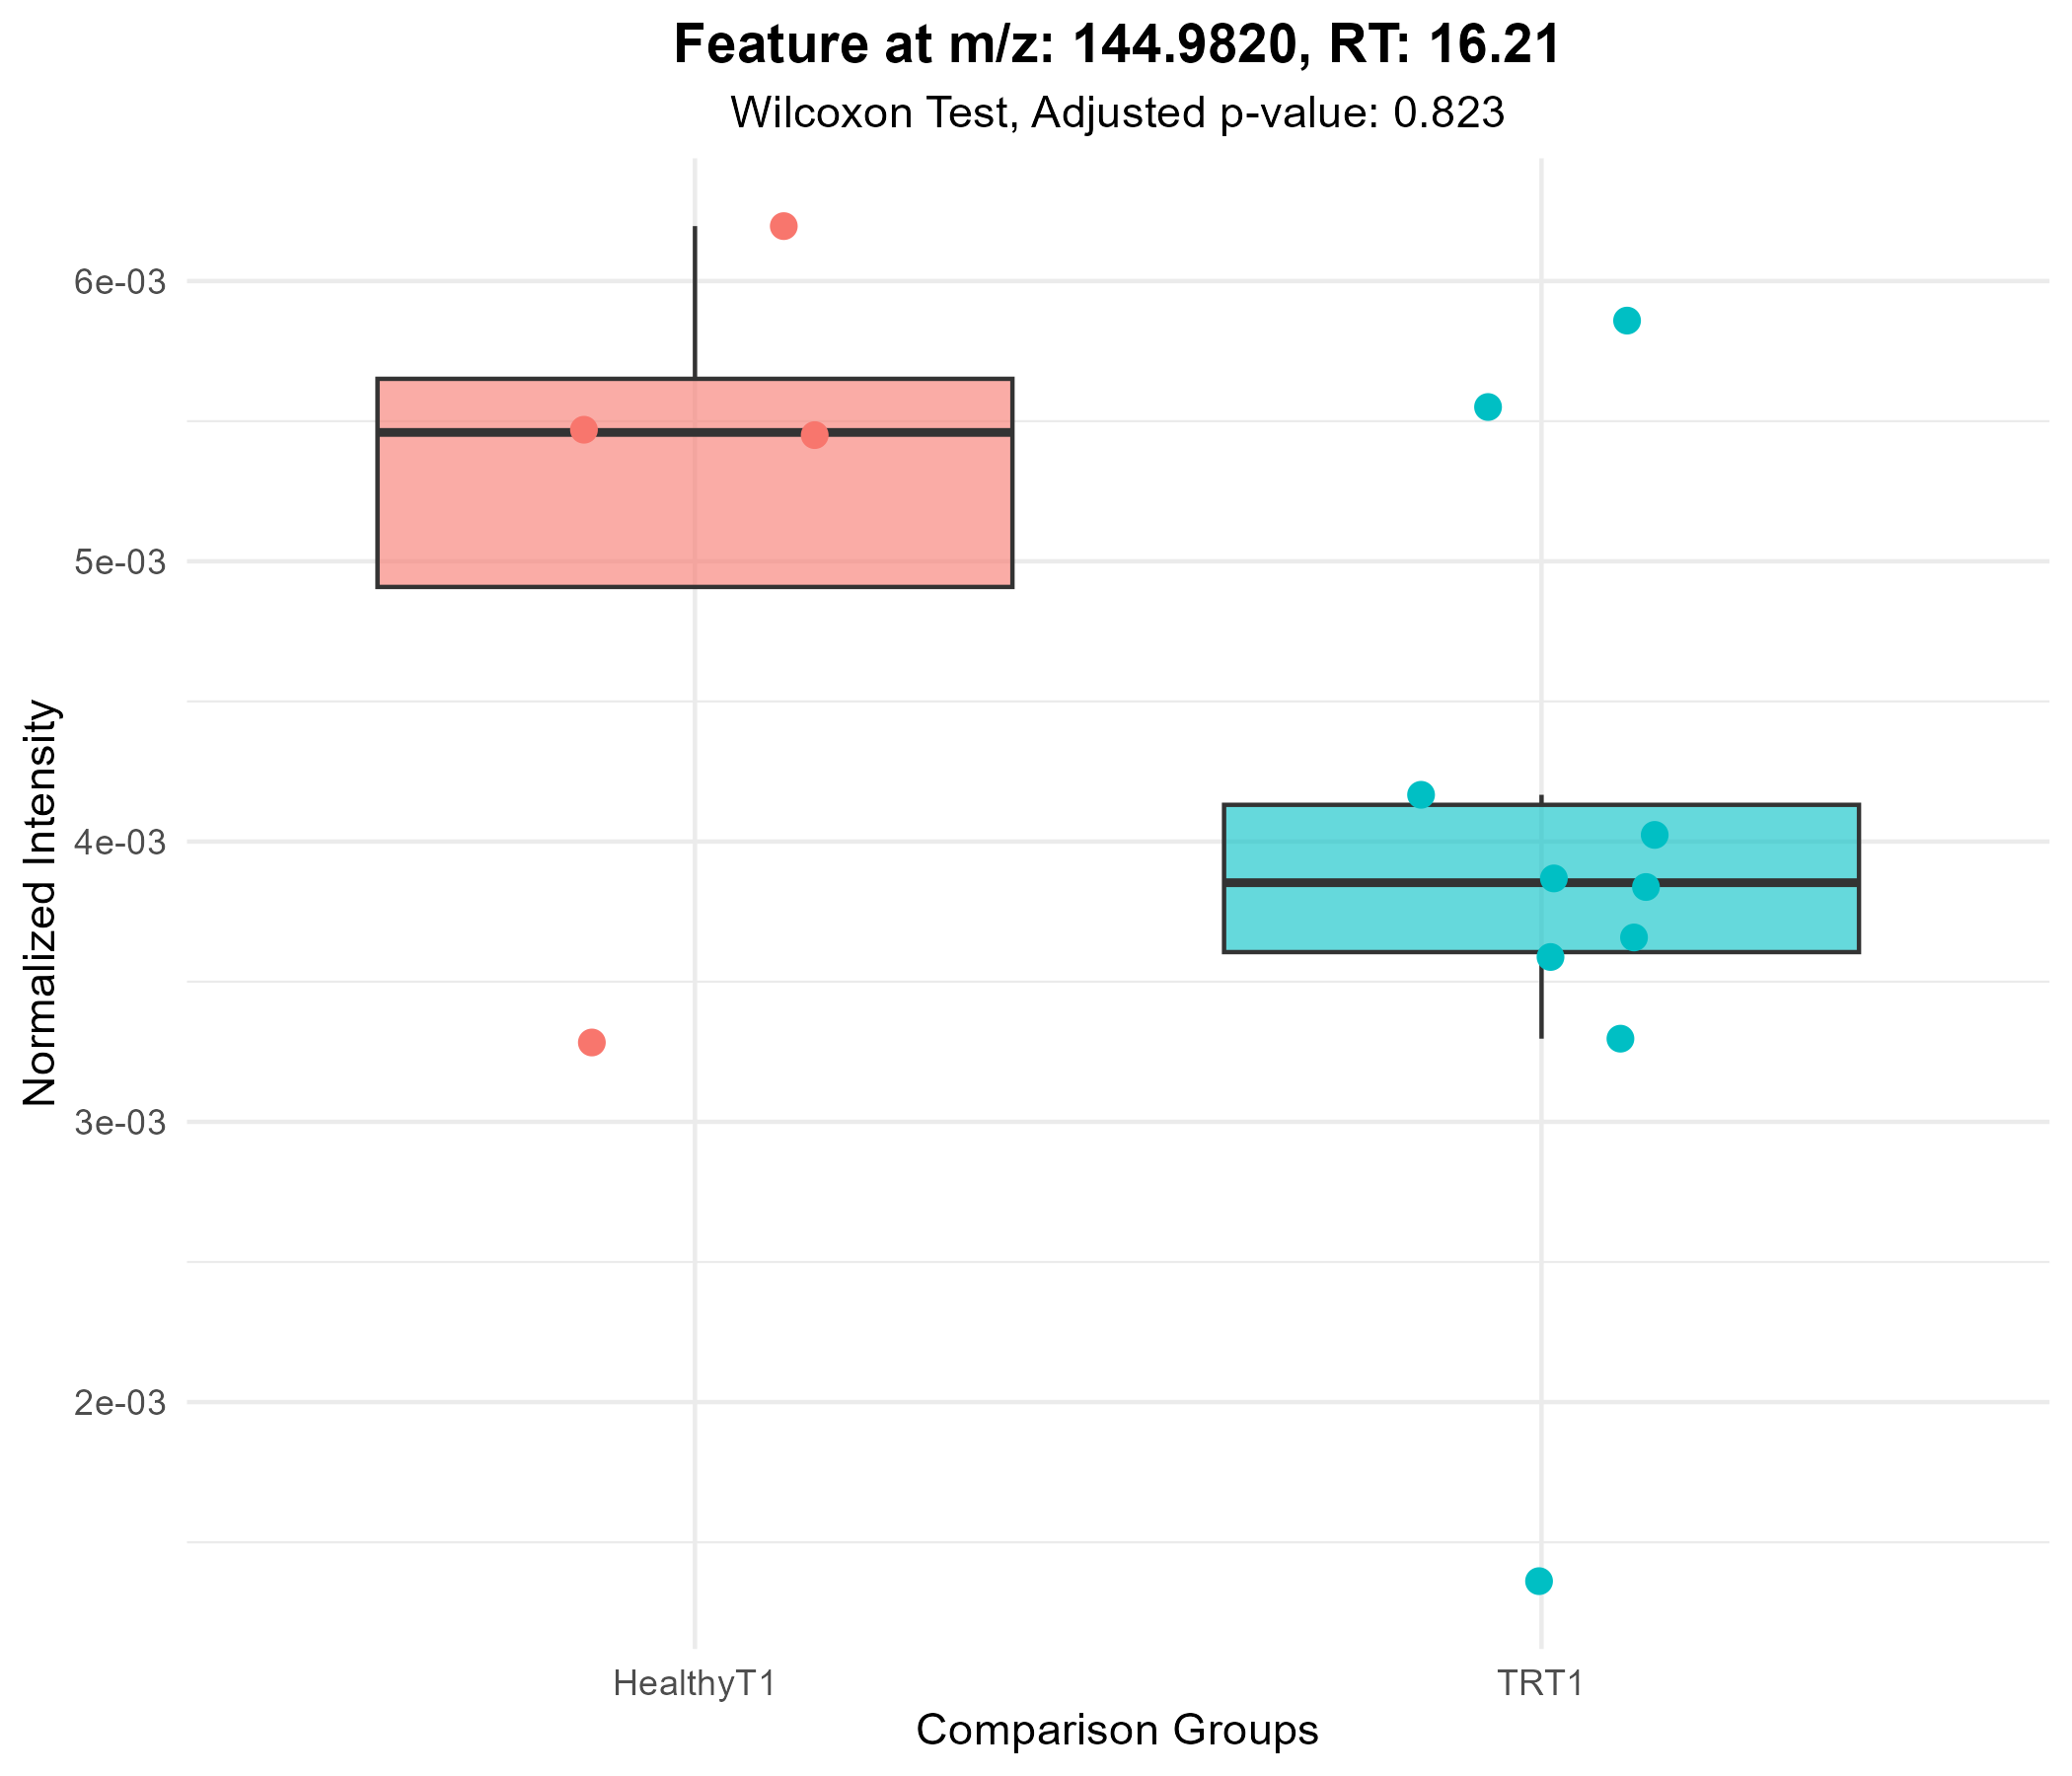 Feature at m/z: 144.9820, RT: 16.21
Wilcoxon Test, Adjusted p-value: 0.823
Normalized Intensity
6e-03
5e-03
4e-03
3e-03
2e-03
HealthyT1
TRT1
Comparison Groups